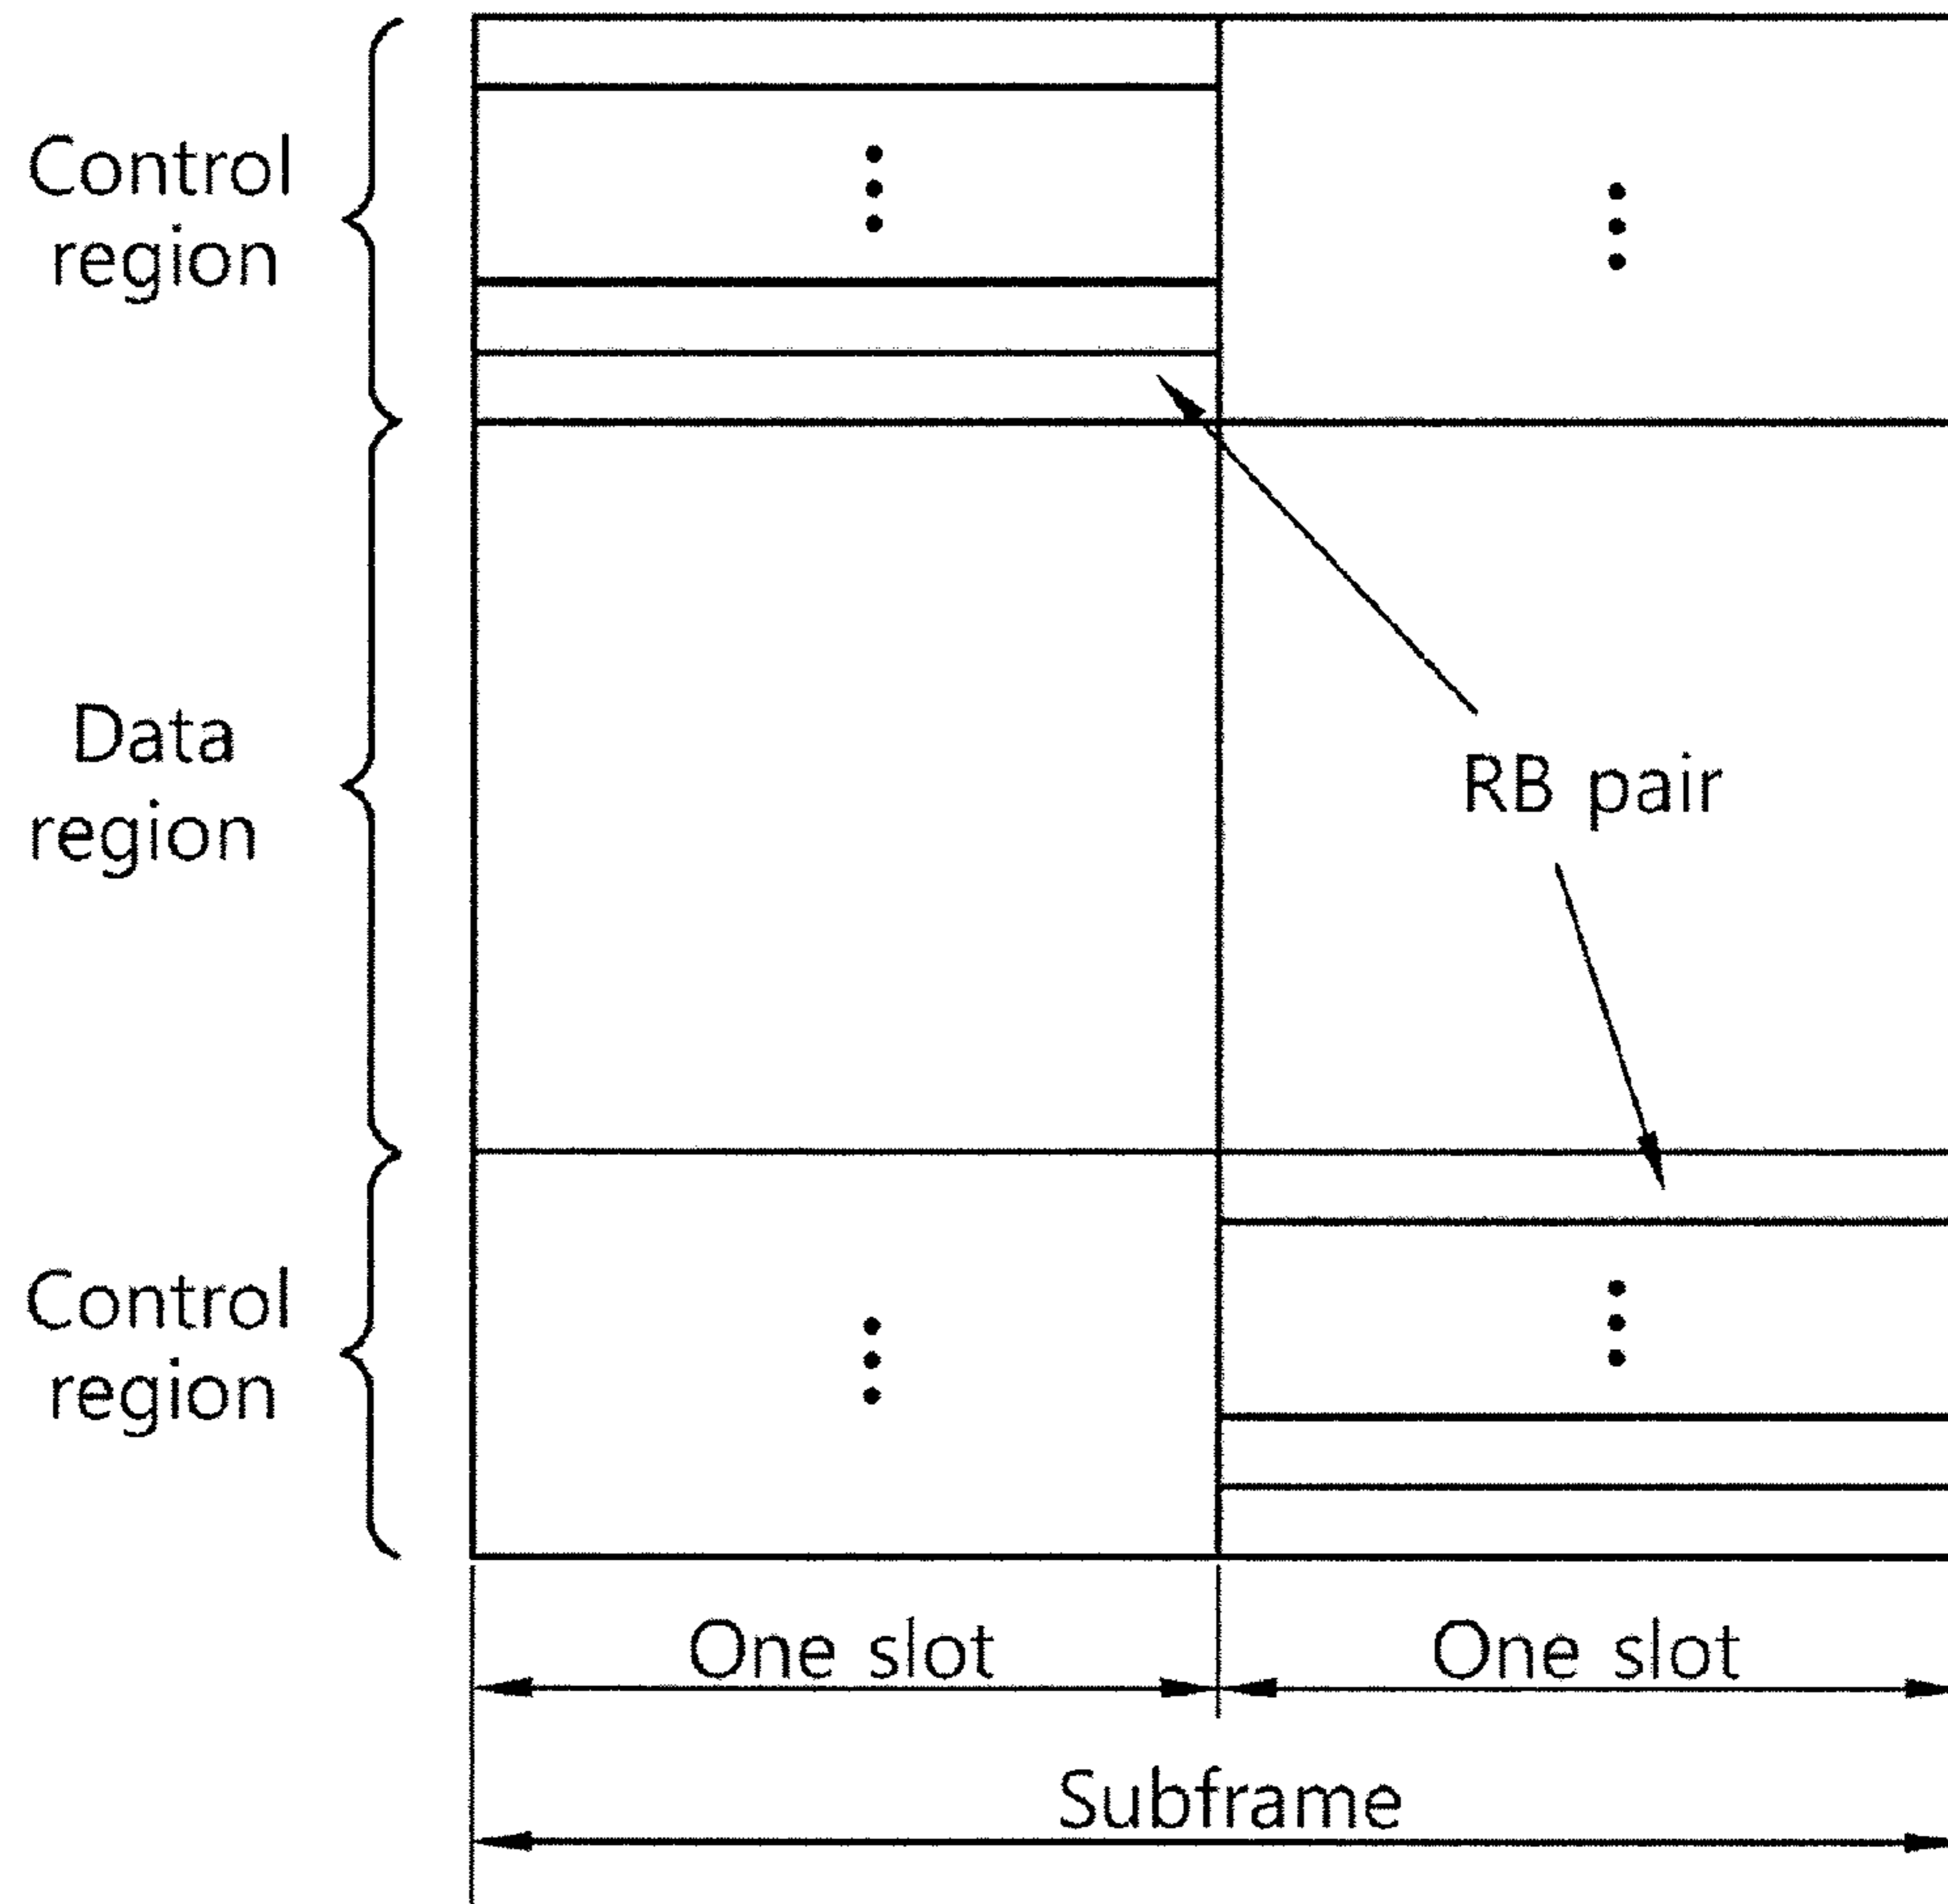 Control
region
Data
region
RB pair
Control
region
One slot
One slot
Subframe